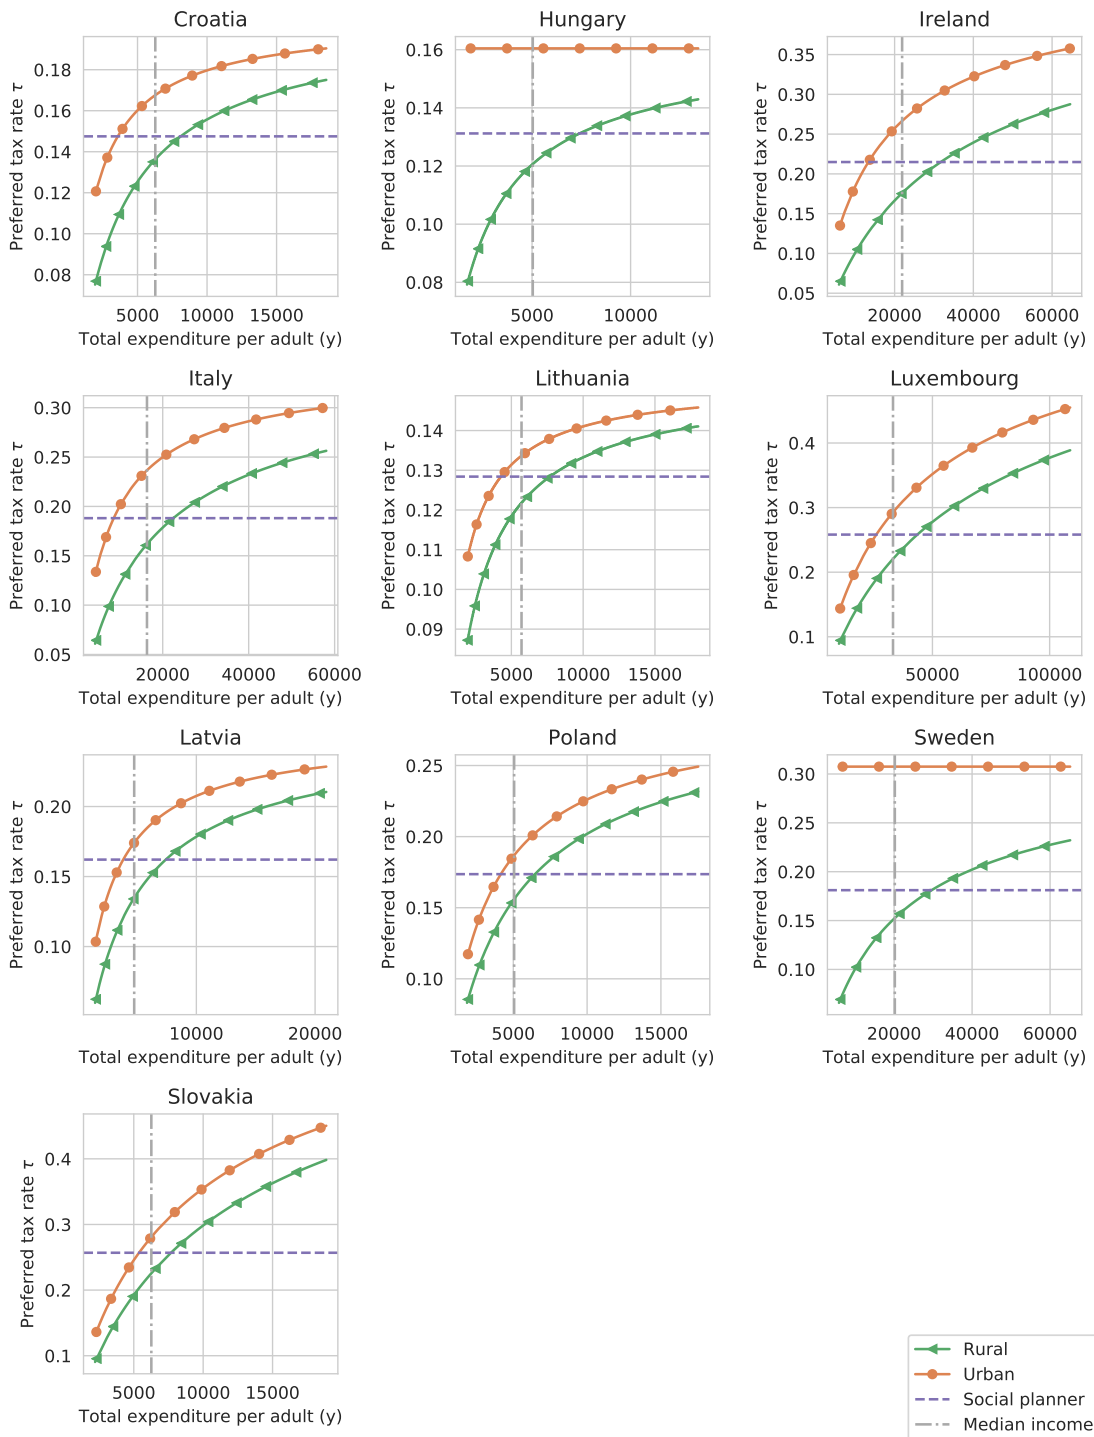 Croatia
Preferred tax rate τ
0.18
0.16
0.14
0.12
0.10
0.08
5000 10000 15000
Total expenditure per adult (y)
Hungary
Preferred tax rate τ
0.16
0.14
0.12
0.10
0.08
5000 10000
Total expenditure per adult (y)
Ireland
Preferred tax rate τ
0.35
0.30
0.25
0.20
0.15
0.10
0.05
20000 40000 60000
Total expenditure per adult (y)
Italy
Preferred tax rate τ
0.30
0.25
0.20
0.15
0.10
0.05
20000 40000 60000
Total expenditure per adult (y)
Lithuania
Preferred tax rate τ
0.14
0.13
0.12
0.11
0.10
0.09
5000 10000 15000
Total expenditure per adult (y)
Luxembourg
Preferred tax rate τ
0.4
0.3
0.2
0.1
50000 100000
Total expenditure per adult (y)
Latvia
Preferred tax rate τ
0.20
0.15
0.10
10000 20000
Total expenditure per adult (y)
Poland
Preferred tax rate τ
0.25
0.20
0.15
0.10
5000 10000 15000
Total expenditure per adult (y)
Sweden
Preferred tax rate τ
0.30
0.25
0.20
0.15
0.10
20000 40000 60000
Total expenditure per adult (y)
Slovakia
Preferred tax rate τ
0.4
0.3
0.2
0.1
5000 10000 15000
Total expenditure per adult (y)
Rural
Urban
Social planner
Median income